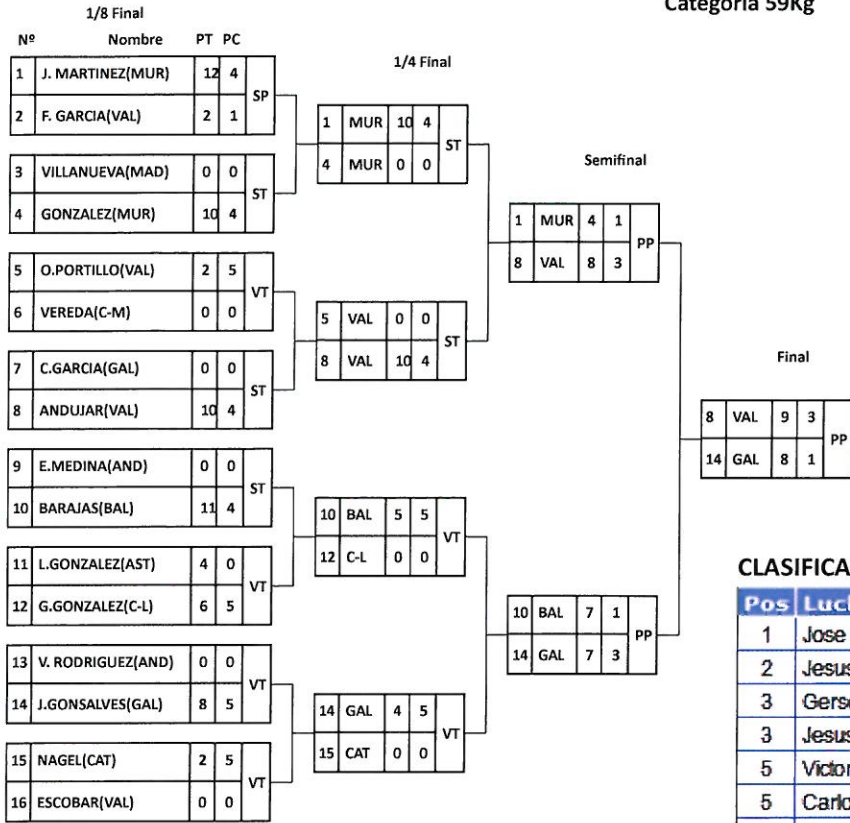 Categoría 59Kg
1/8 Final
Nº Nombre PT PC
1 J. MARTINEZ(MUR) 12 4
SP
2 F. GARCIA(VAL) 2 1
3 VILLANUEVA(MAD) 0 0
ST
4 GONZALEZ(MUR) 10 4
5 O.PORTILLO(VAL) 2 5
VT
6 VEREDA(C-M) 0 0
7 C.GARCIA(GAL) 0 0
ST
8 ANDUJAR(VAL) 10 4
9 E.MEDINA(AND) 0 0
ST
10 BARAJAS(BAL) 11 4
11 L.GONZALEZ(AST) 4 0
VT
12 G.GONZALEZ(C-L) 6 5
13 V. RODRIGUEZ(AND) 0 0
VT
14 J.GONSALVES(GAL) 8 5
15 NAGEL(CAT) 2 5
VT
16 ESCOBAR(VAL) 0 0
1/4 Final
1 MUR 10 4
ST
4 MUR 0 0
5 VAL 0 0
ST
8 VAL 10 4
10 BAL 5 5
VT
12 C-L 0 0
14 GAL 4 5
VT
15 CAT 0 0
Semifinal
1 MUR 4 1
PP
8 VAL 8 3
10 BAL 7 1
PP
14 GAL 7 3
Final
8 VAL 9 3
PP
14 GAL 8 1
CLASIFICA
Pos Luc
1 Jose
2 Jesus
3 Gers
3 Jesus
5 Victor
5 Carlo